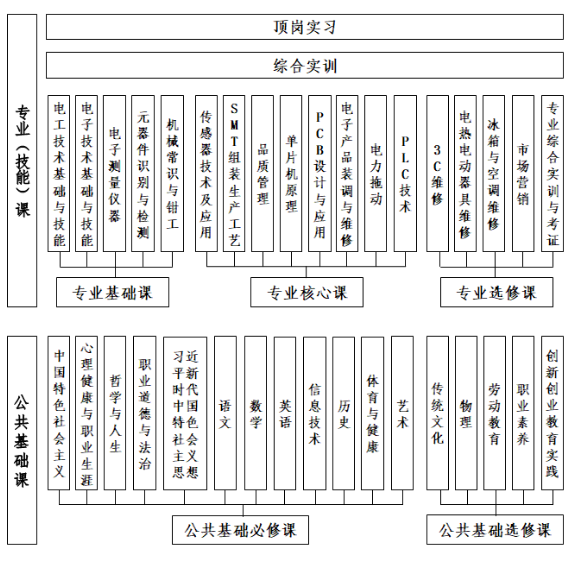 顶岗实习
综合实训
专业（技能）课
电工技术基础与技能
电子技术基础与技能
电子测量仪器
元器件识别与检测
机械常识与钳工
传感器技术及应用
SMT组装生产工艺
品质管理
单片机原理
PCB设计与应用
电子产品装调与维修
电力拖动
PLC技术
3C维修
电热电动器具维修
冰箱与空调维修
市场营销
专业综合实训与考证
专业基础课
专业核心课
专业选修课
公共基础课
中国特色社会主义
心理健康与职业生涯
哲学与人生
职业道德与法治
习近平新时代中国特色社会主义思想
语文
数学
英语
信息技术
历史
体育与健康
艺术
传统文化
物理
劳动教育
职业素养
创新创业教育实践
公共基础必修课
公共基础选修课